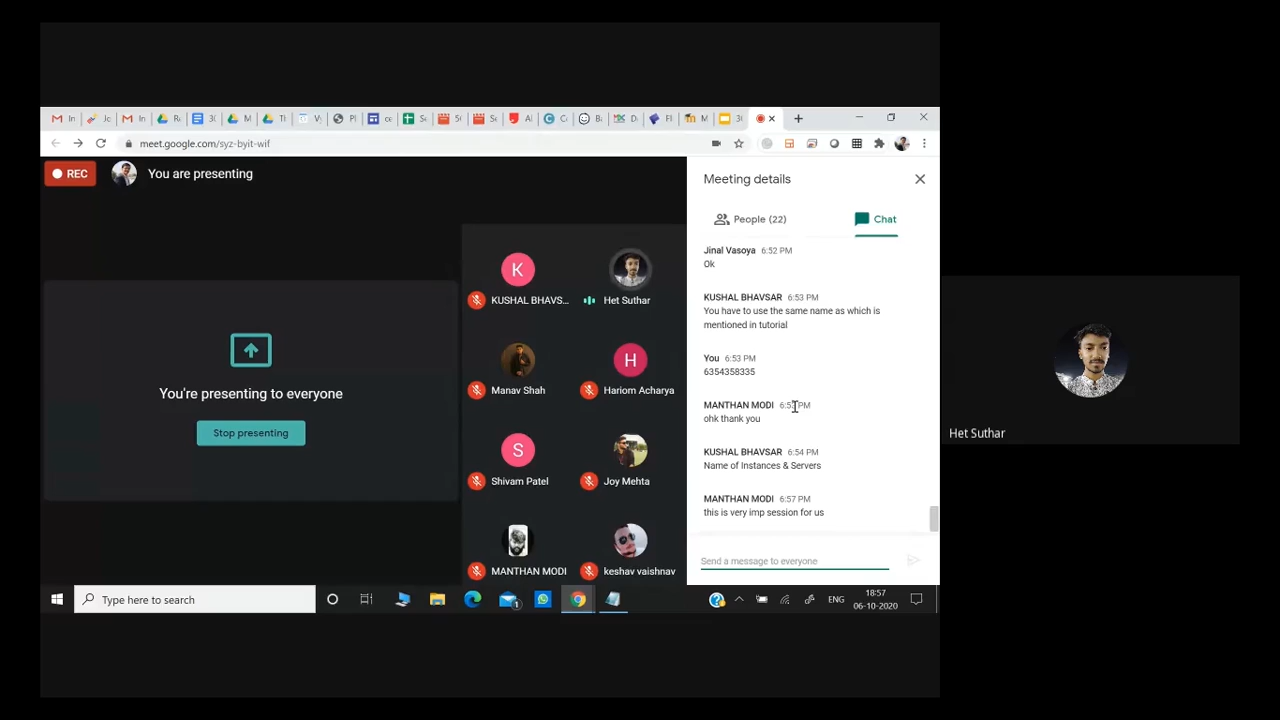 meet.google.com/syz-byit-wif
REC
You are presenting
Meeting details
People (22)
Chat
Jinal Vasoya 6:52 PM
Ok
KUSHAL BHAVSAR 6:53 PM
You have to use the same name as which is
mentioned in tutorial
You 6:53 PM
6354358335
MANTHAN MODI
ohk thank you
KUSHAL BHAVSAR 6:54 PM
Name of Instances & Servers
MANTHAN MODI 6:57 PM
this is very imp session for us
Send a message to everyone
You're presenting to everyone
Stop presenting
K
KUSHAL BHAVS...
Het Suthar
Manav Shah
H
Hariom Acharya
S
Shivam Patel
Joy Mehta
MANTHAN MODI
keshav vaishnav
Het Suthar
Type here to search
1
ENG
18:57
06-10-2020